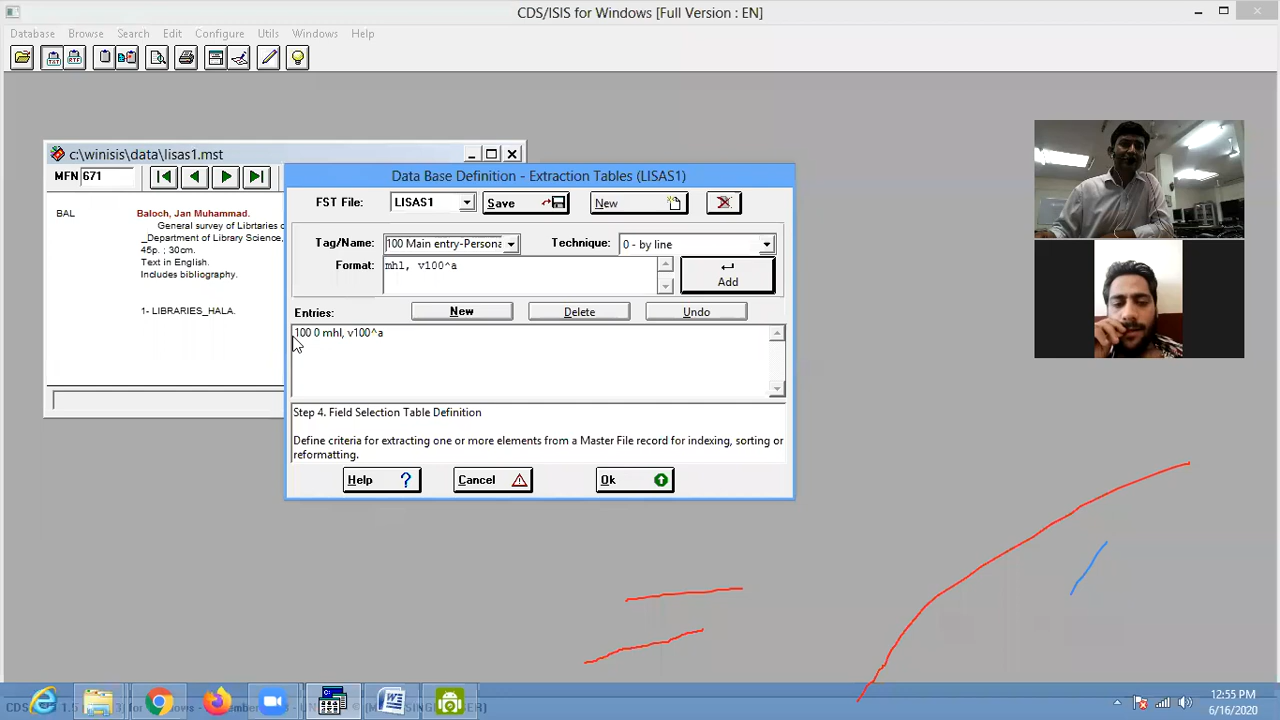 CDS/ISIS for Windows [Full Version : EN]
Database Browse Search Edit Configure Utils Windows Help
c:\winisis\data\lisas1.mst
MFN 671
BAL Baloch, Jan Muhammad.
General survey of Librtaries o
_Department of Library Science,
45p. ; 30cm.
Text in English.
Includes bibliography.
1- LIBRARIES_HALA.
Data Base Definition - Extraction Tables (LISAS1)
FST File: LISAS1 Save New
Tag/Name: 100 Main entry-Persona Technique: 0 - by line
Format: mhl, v100^a
Add
Entries: New Delete Undo
100 0 mhl, v100^a
Step 4. Field Selection Table Definition
Define criteria for extracting one or more elements from a Master File record for indexing, sorting or
reformatting.
Help ? Cancel Ok
12:55 PM
6/16/2020